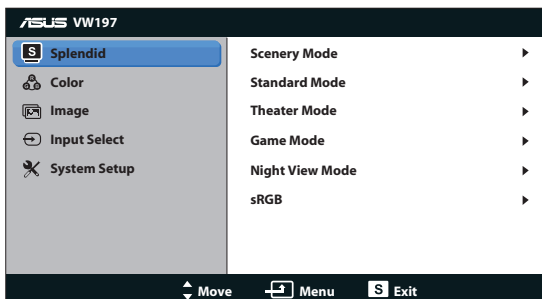 ASUS VW197
S Splendid
Color
Image
Input Select
System Setup
Scenery Mode
Standard Mode
Theater Mode
Game Mode
Night View Mode
sRGB
Move Menu S Exit